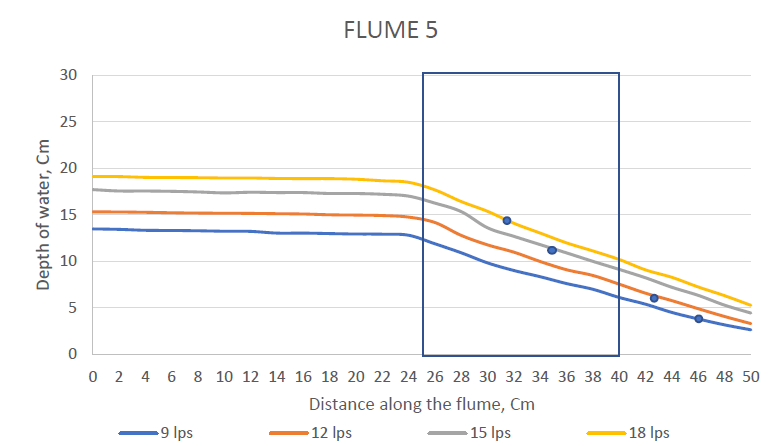 FLUME 5
Depth of water, Cm
30
25
20
15
10
5
0
0 2 4 6 8 10 12 14 16 18 20 22 24 26 28 30 32 34 36 38 40 42 44 46 48 50
Distance along the flume, Cm
9 lps 12 lps 15 lps 18 lps